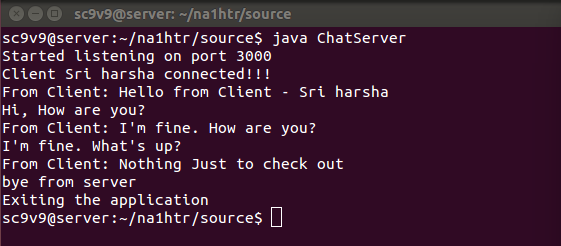 sc9v9@server: ~/na1htr/source
sc9v9@server:~/na1htr/source$ java ChatServer
Started listening on port 3000
Client Sri harsha connected!!!
From Client: Hello from Client - Sri harsha
Hi, How are you?
From Client: I'm fine. How are you?
I'm fine. What's up?
From Client: Nothing Just to check out
bye from server
Exiting the application
sc9v9@server:~/na1htr/source$